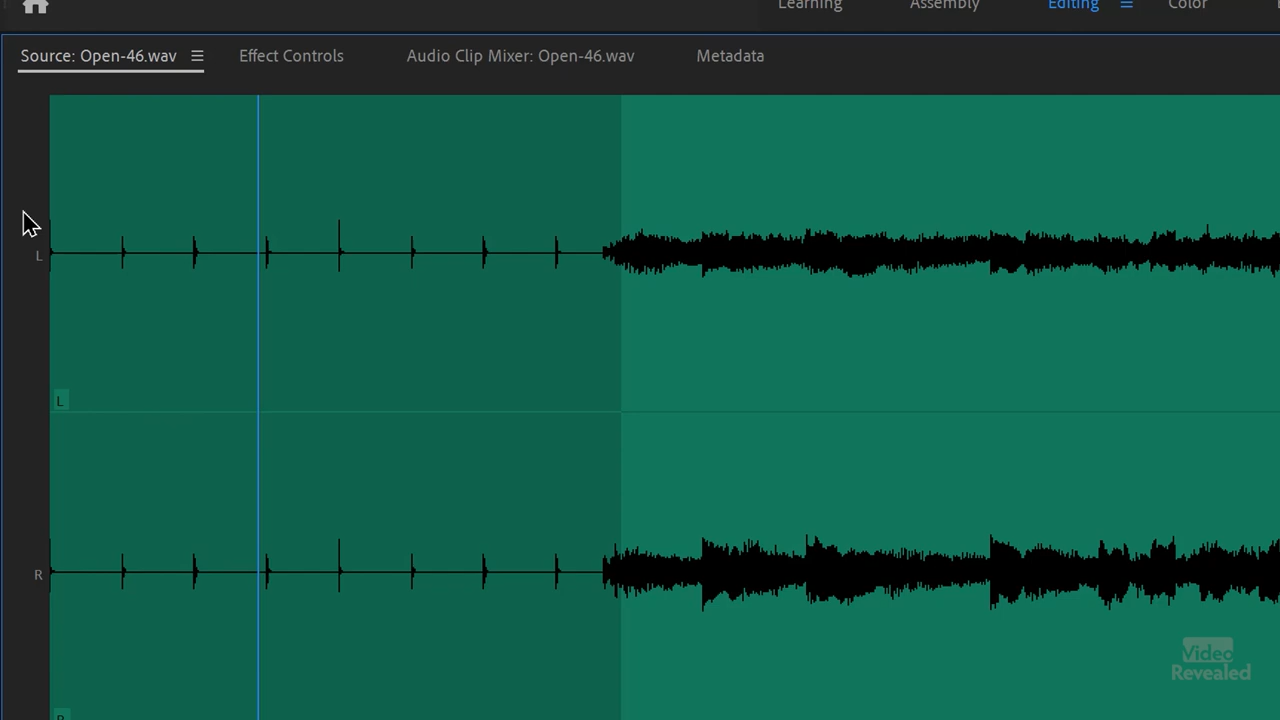 Learning Assembly Editing Color
Source: Open-46.wav Effect Controls Audio Clip Mixer: Open-46.wav Metadata
L
L
R
R
Video
Revealed